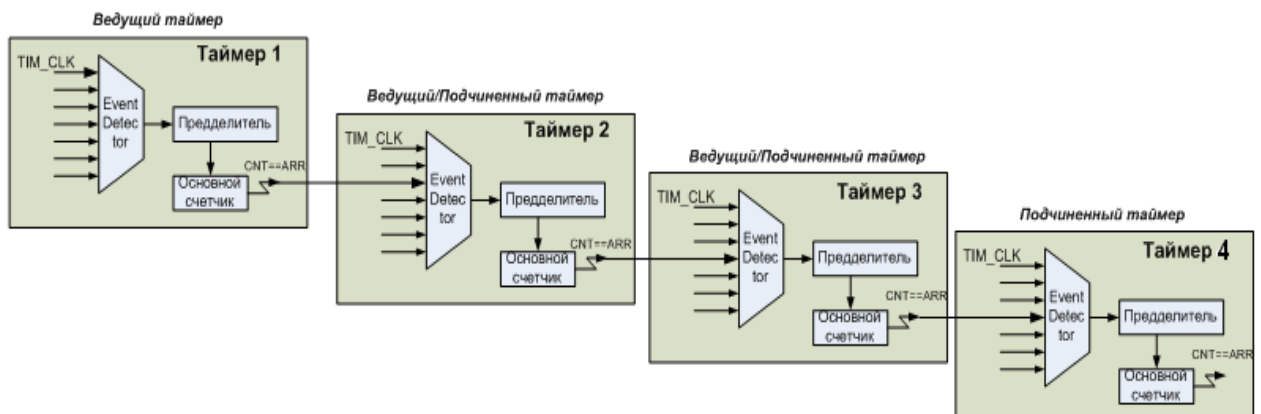 Ведущий таймер
Таймер 1
TIM_CLK
Event
Detec
tor
Предделитель
CNT==ARR
Основной
счетчик
Ведущий/Подчиненный таймер
Таймер 2
TIM_CLK
Event
Detec
tor
Предделитель
CNT==ARR
Основной
счетчик
Ведущий/Подчиненный таймер
Таймер 3
TIM_CLK
Event
Detec
tor
Предделитель
CNT==ARR
Основной
счетчик
Подчиненный таймер
Таймер 4
TIM_CLK
Event
Detec
tor
Предделитель
CNT==ARR
Основной
счетчик